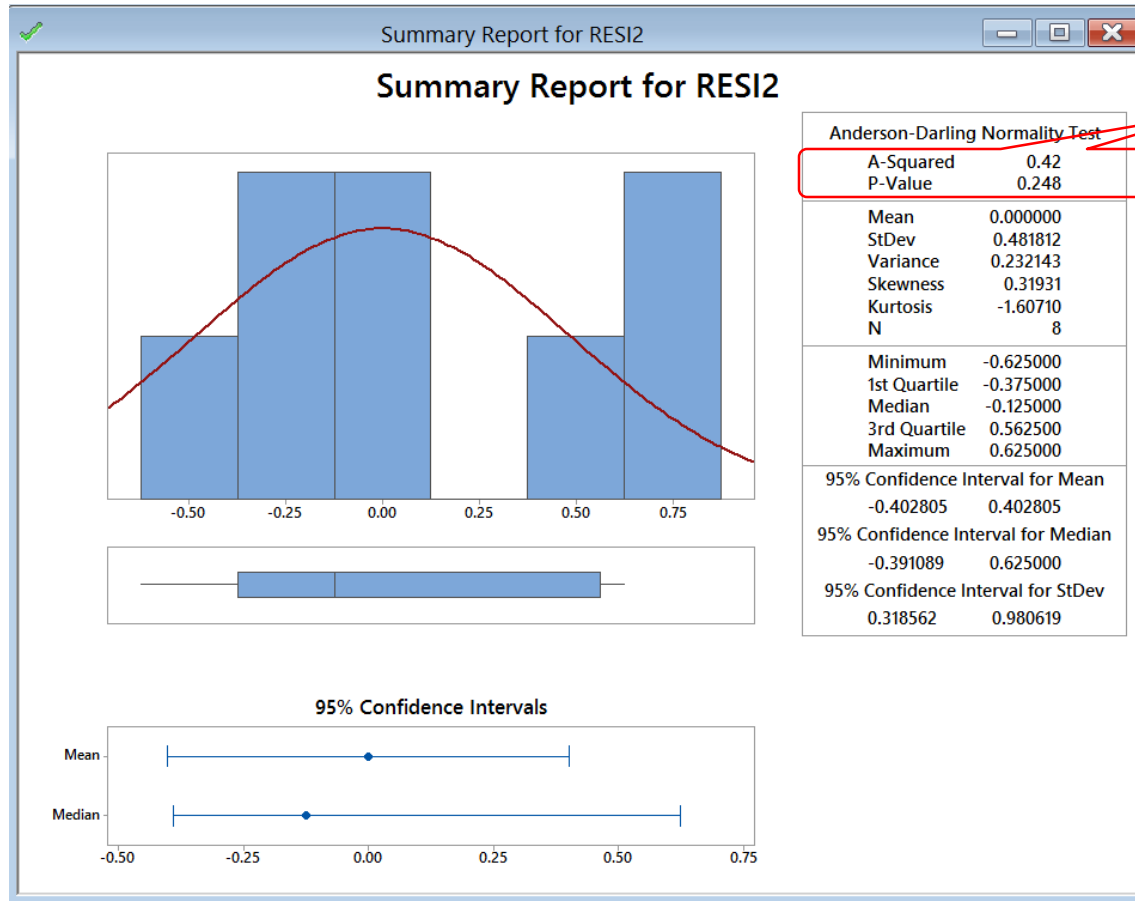 Summary Report for RESI2
Summary Report for RESI2
Anderson-Darling Normality Test
A-Squared 0.42
P-Value 0.248
Mean 0.000000
StDev 0.481812
Variance 0.232143
Skewness 0.31931
Kurtosis -1.60710
N 8
Minimum -0.625000
1st Quartile -0.375000
Median -0.125000
3rd Quartile 0.562500
Maximum 0.625000
95% Confidence Interval for Mean
-0.402805 0.402805
95% Confidence Interval for Median
-0.391089 0.625000
95% Confidence Interval for StDev
0.318562 0.980619
-0.50 -0.25 0.00 0.25 0.50 0.75
95% Confidence Intervals
Mean
Median
-0.50 -0.25 0.00 0.25 0.50 0.75